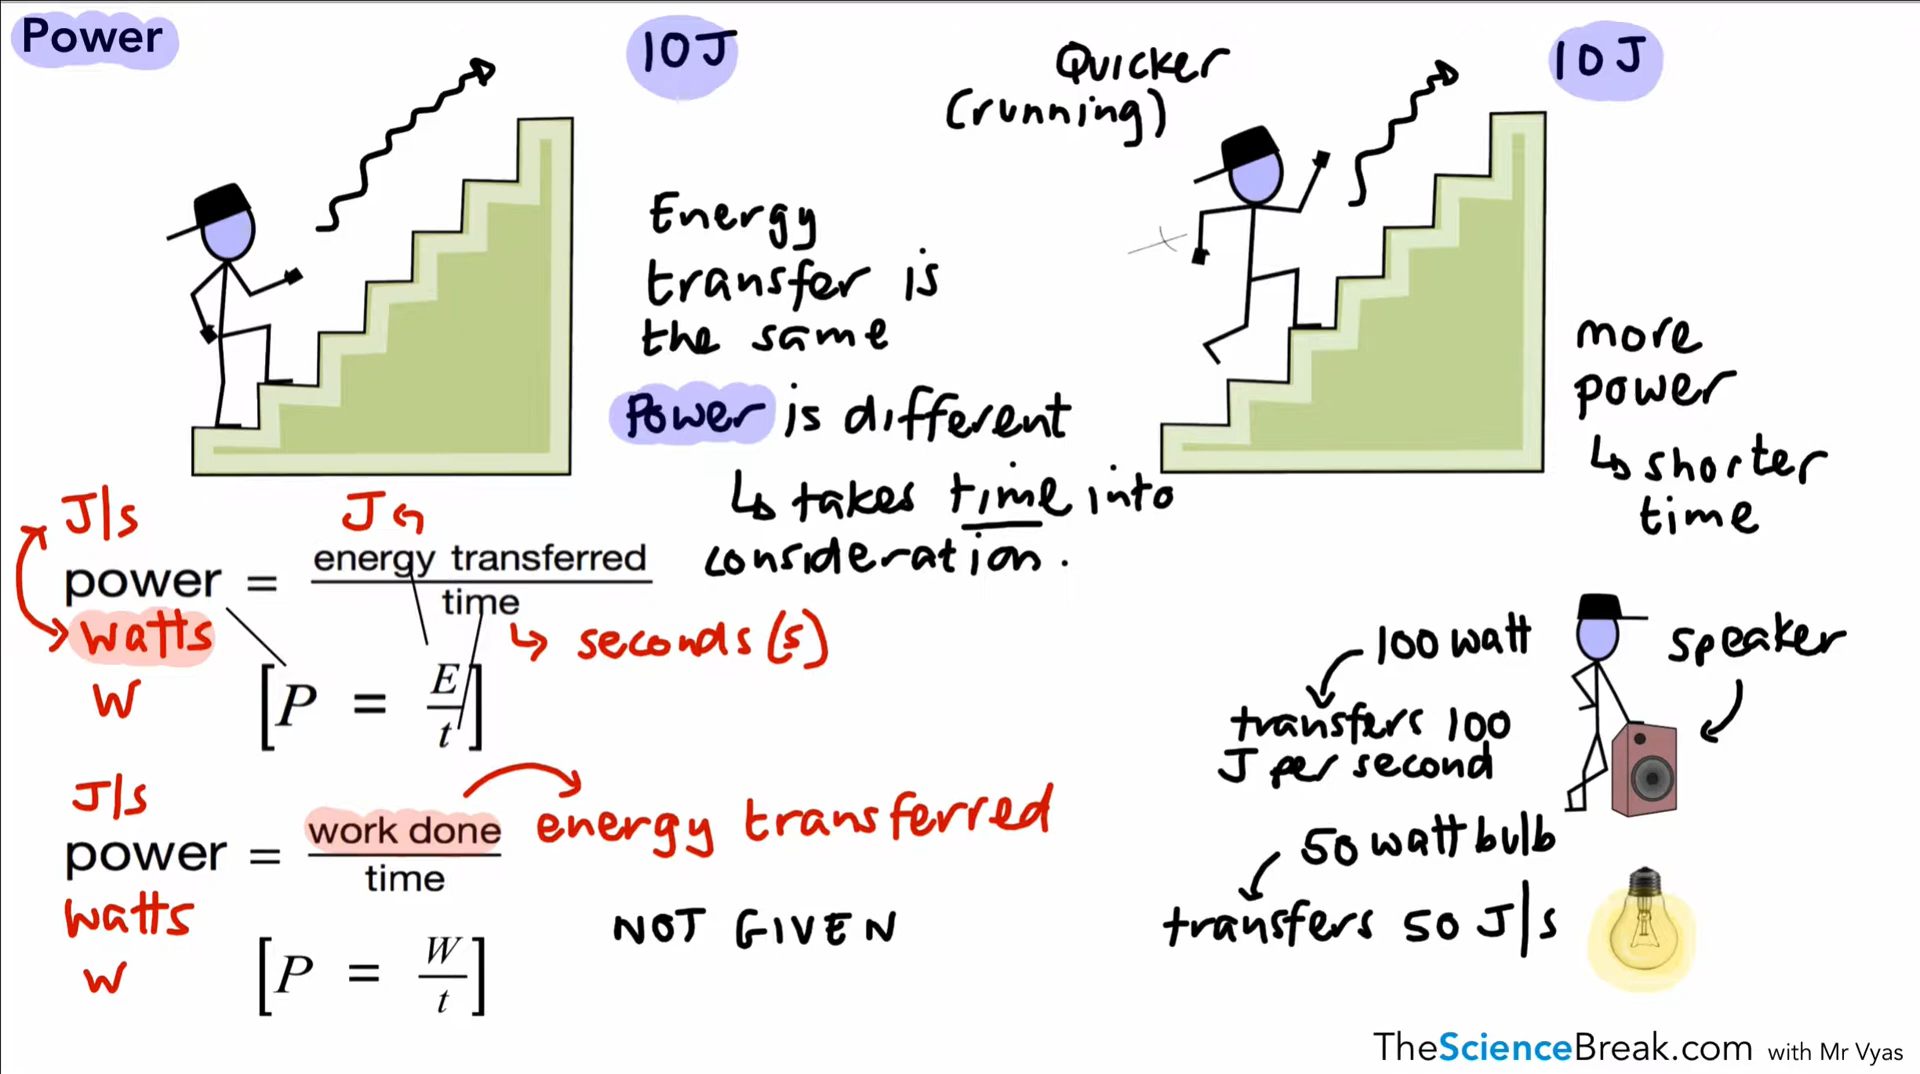 Power
10J
Quicker
(running)
10J
Energy
transfer is
the same
Power is different
↳ takes time into
consideration.
more
power
↳ shorter
time
J/s
J
power = energy transferred
time
watts
W
↳ seconds (s)
[P = E/t]
J/s
power = work done
time
energy transferred
watts
W
[P = W/t]
NOT GIVEN
100 watt
transfers 100
J per second
speaker
50 watt bulb
transfers 50 J/s
TheScienceBreak.com with Mr Vyas